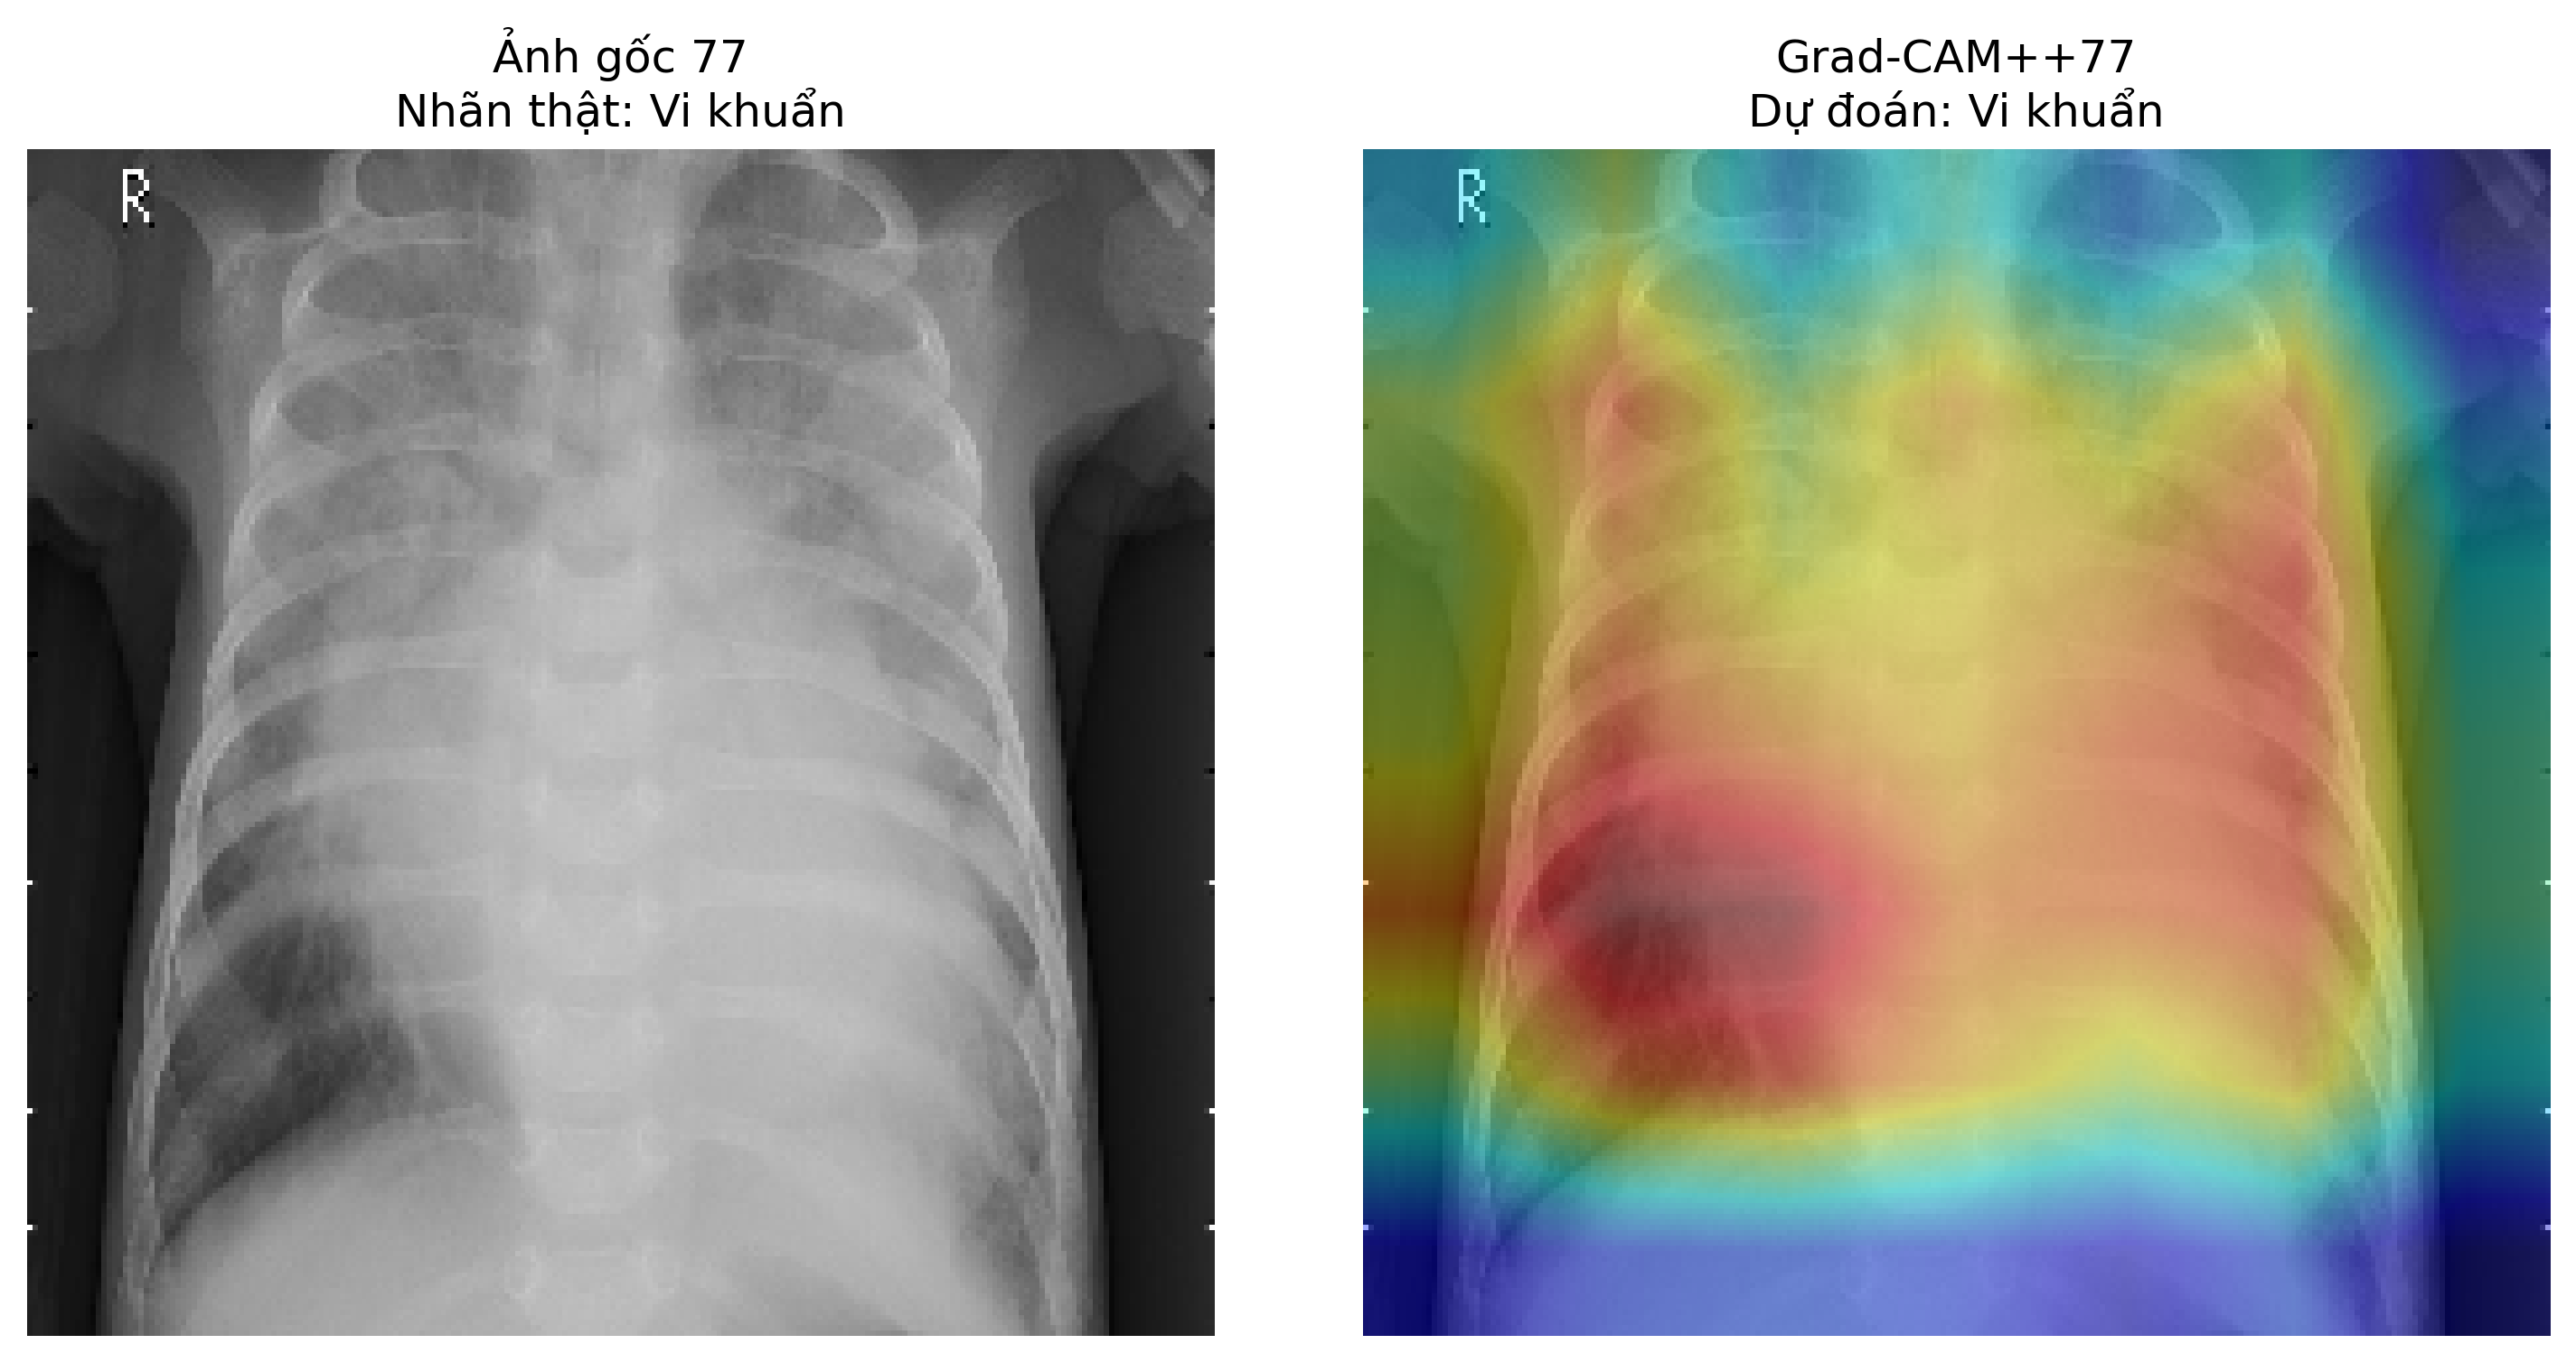 Ảnh gốc 77
Nhãn thật: Vi khuẩn
R
Grad-CAM++77
Dự đoán: Vi khuẩn
R